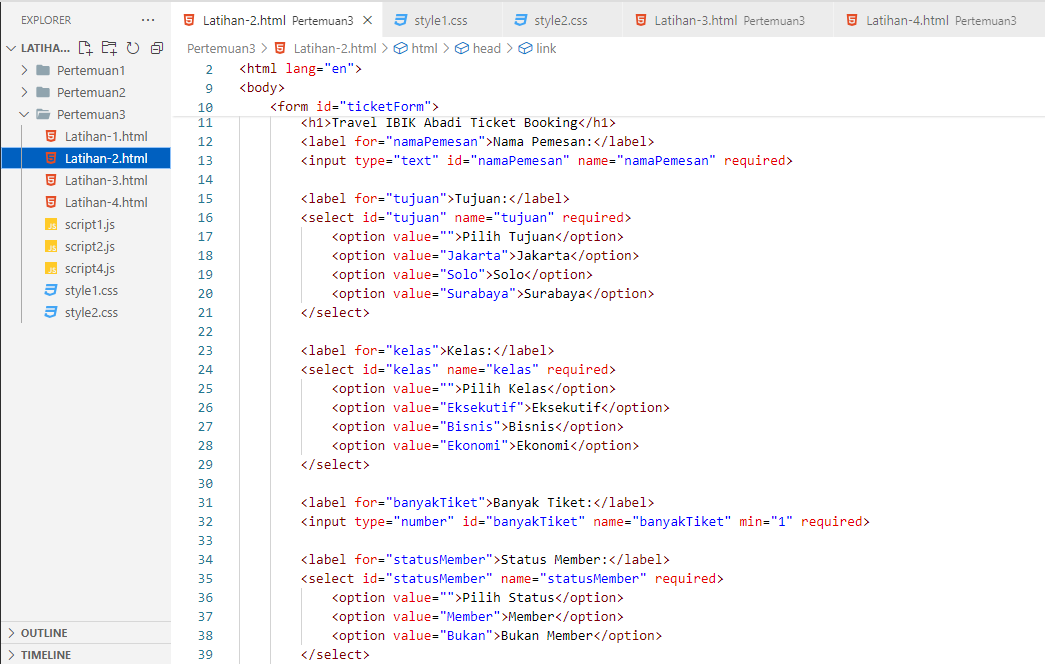 EXPLORER ...
LATIHA...
Pertemuan1
Pertemuan2
Pertemuan3
Latihan-1.html
Latihan-2.html
Latihan-3.html
Latihan-4.html
script1.js
script2.js
script4.js
style1.css
style2.css
OUTLINE
TIMELINE
Latihan-2.html Pertemuan3 style1.css style2.css Latihan-3.html Pertemuan3 Latihan-4.html Pertemuan3
Pertemuan3 > Latihan-2.html > html > head > link
2 <html lang="en">
9 <body>
10 <form id="ticketForm">
11 <h1>Travel IBIK Abadi Ticket Booking</h1>
12 <label for="namaPemesan">Nama Pemesan:</label>
13 <input type="text" id="namaPemesan" name="namaPemesan" required>
14
15 <label for="tujuan">Tujuan:</label>
16 <select id="tujuan" name="tujuan" required>
17 <option value="">Pilih Tujuan</option>
18 <option value="Jakarta">Jakarta</option>
19 <option value="Solo">Solo</option>
20 <option value="Surabaya">Surabaya</option>
21 </select>
22
23 <label for="kelas">Kelas:</label>
24 <select id="kelas" name="kelas" required>
25 <option value="">Pilih Kelas</option>
26 <option value="Eksekutif">Eksekutif</option>
27 <option value="Bisnis">Bisnis</option>
28 <option value="Ekonomi">Ekonomi</option>
29 </select>
30
31 <label for="banyakTiket">Banyak Tiket:</label>
32 <input type="number" id="banyakTiket" name="banyakTiket" min="1" required>
33
34 <label for="statusMember">Status Member:</label>
35 <select id="statusMember" name="statusMember" required>
36 <option value="">Pilih Status</option>
37 <option value="Member">Member</option>
38 <option value="Bukan">Bukan Member</option>
39 </select>